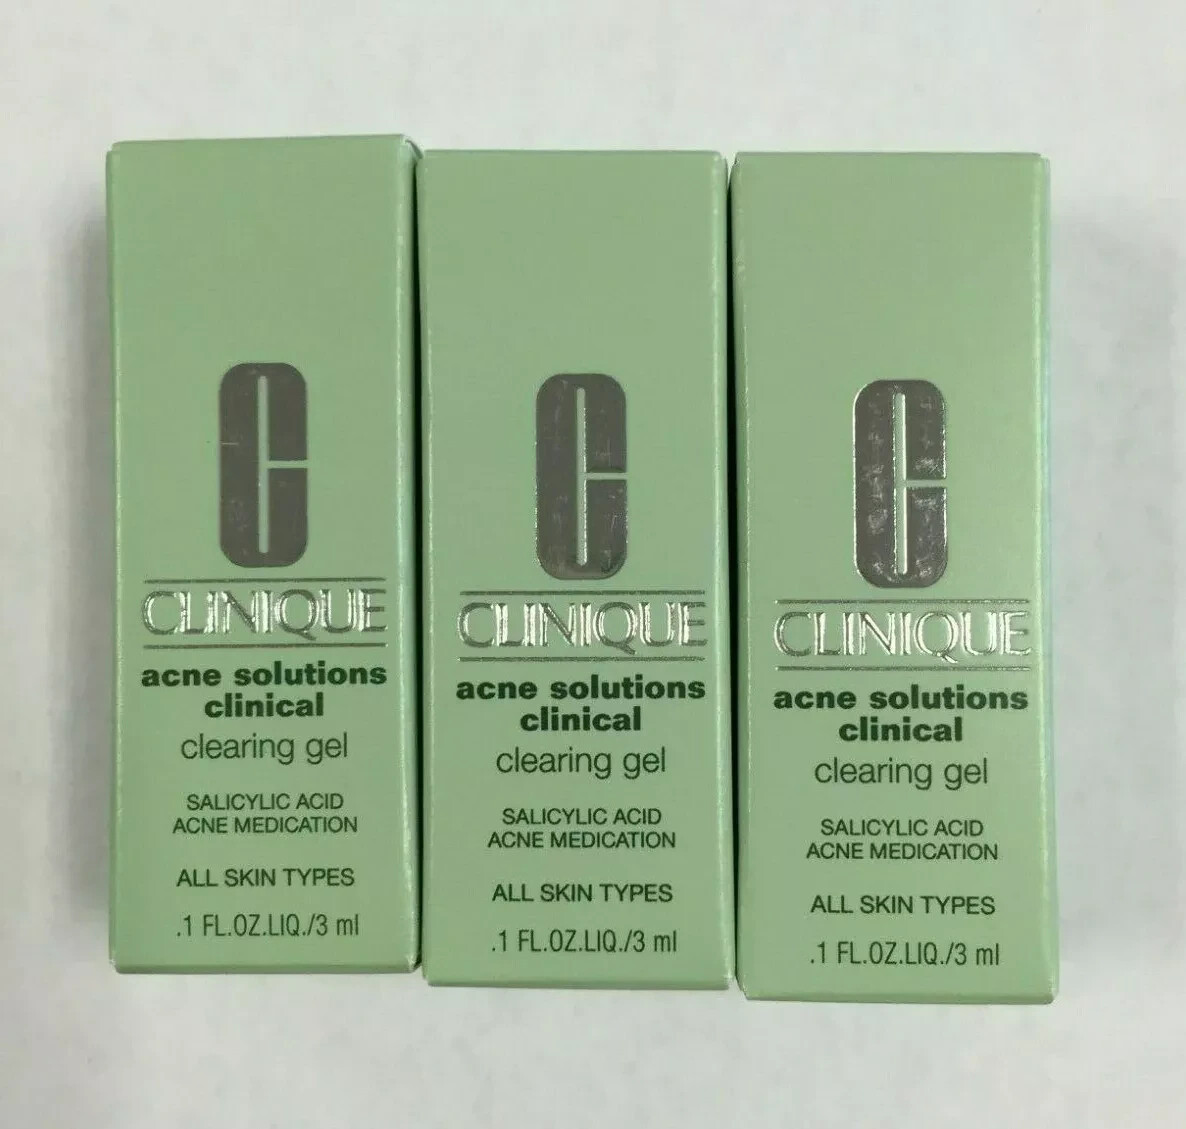 C
CLINIQUE
acne solutions
clinical
clearing gel
SALICYLIC ACID
ACNE MEDICATION
ALL SKIN TYPES
.1 FL.OZ.LIQ./3 ml
C
CLINIQUE
acne solutions
clinical
clearing gel
SALICYLIC ACID
ACNE MEDICATION
ALL SKIN TYPES
.1 FL.OZ.LIQ./3 ml
C
CLINIQUE
acne solutions
clinical
clearing gel
SALICYLIC ACID
ACNE MEDICATION
ALL SKIN TYPES
.1 FL.OZ.LIQ./3 ml